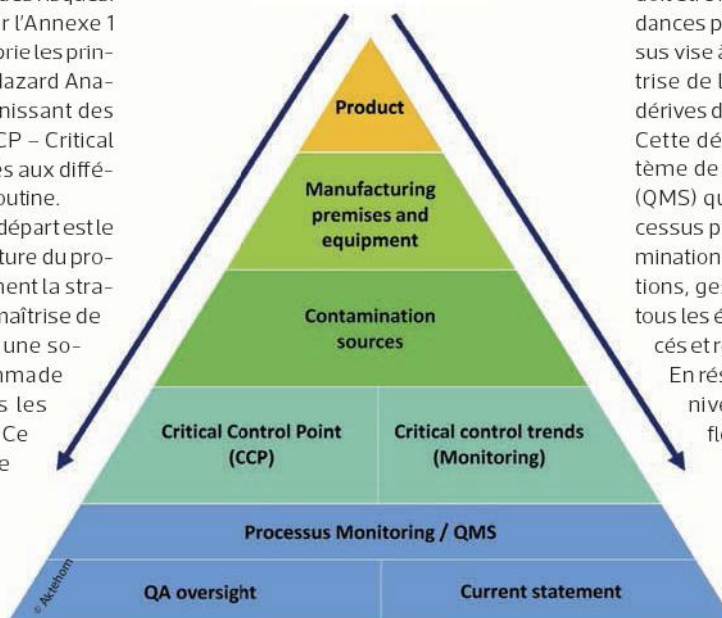 des risques.
r l'Annexe 1
prie les prin-
Hazard Ana-
nissant des
CP – Critical
es aux diffé-
outine.
départ est le
ture du pro-
ment la stra-
maîtrise de
une so-
mmade
s les
Ce
e
Product
Manufacturing
premises and
equipment
Contamination
sources
Critical Control Point
(CCP)
Critical control trends
(Monitoring)
Processus Monitoring / QMS
QA oversight
Current statement
© Aktehom
dances p
sus vise à
trise de l
dérives d
Cette dé
tème de
(QMS) qu
cessus p
mination
tions, ges
tous les é
cés et r
En rés
nive
fl